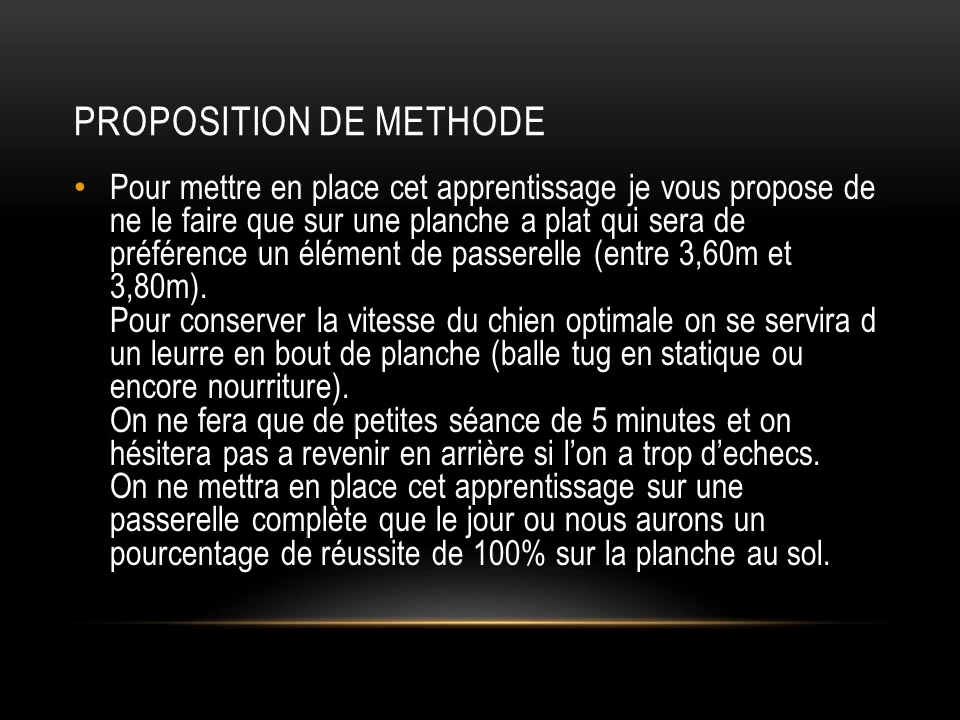 PROPOSITION DE METHODE
• Pour mettre en place cet apprentissage je vous propose de
ne le faire que sur une planche a plat qui sera de
préférence un élément de passerelle (entre 3,60m et
3,80m).
Pour conserver la vitesse du chien optimale on se servira d
un leurre en bout de planche (balle tug en statique ou
encore nourriture).
On ne fera que de petites séance de 5 minutes et on
hésitera pas a revenir en arrière si l’on a trop d’echecs.
On ne mettra en place cet apprentissage sur une
passerelle complète que le jour ou nous aurons un
pourcentage de réussite de 100% sur la planche au sol.